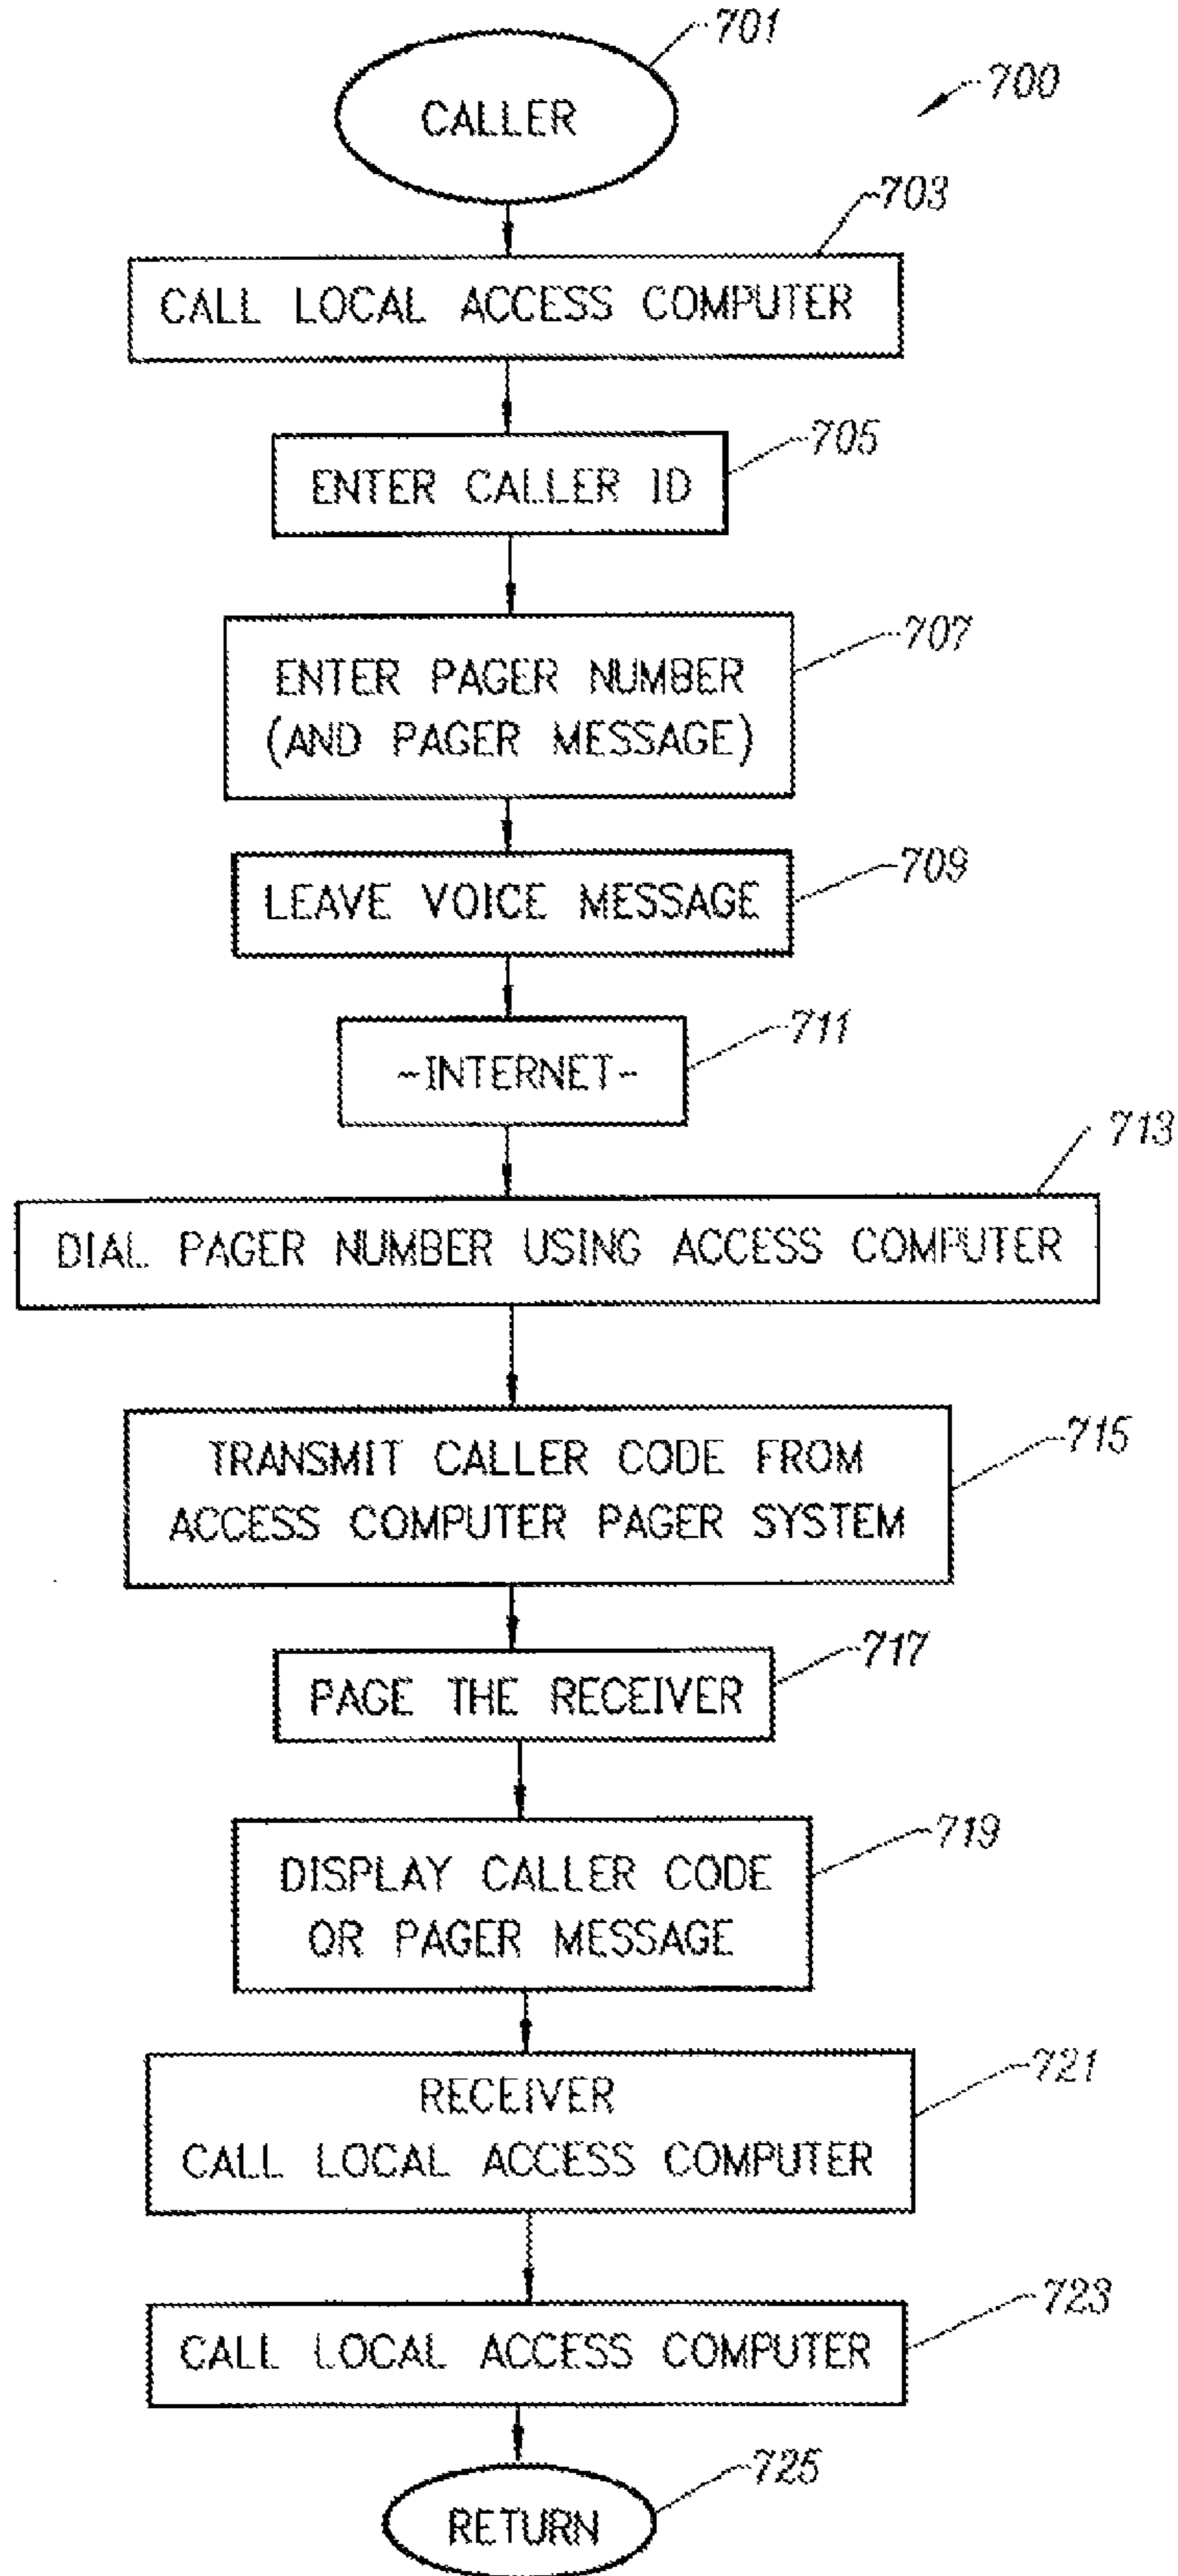 701
700
CALLER
703
CALL LOCAL ACCESS COMPUTER
705
ENTER CALLER ID
707
ENTER PAGER NUMBER
(AND PAGER MESSAGE)
709
LEAVE VOICE MESSAGE
711
-INTERNET-
713
DIAL PAGER NUMBER USING ACCESS COMPUTER
715
TRANSMIT CALLER CODE FROM
ACCESS COMPUTER PAGER SYSTEM
717
PAGE THE RECEIVER
719
DISPLAY CALLER CODE
OR PAGER MESSAGE
721
RECEIVER
CALL LOCAL ACCESS COMPUTER
723
CALL LOCAL ACCESS COMPUTER
725
RETURN